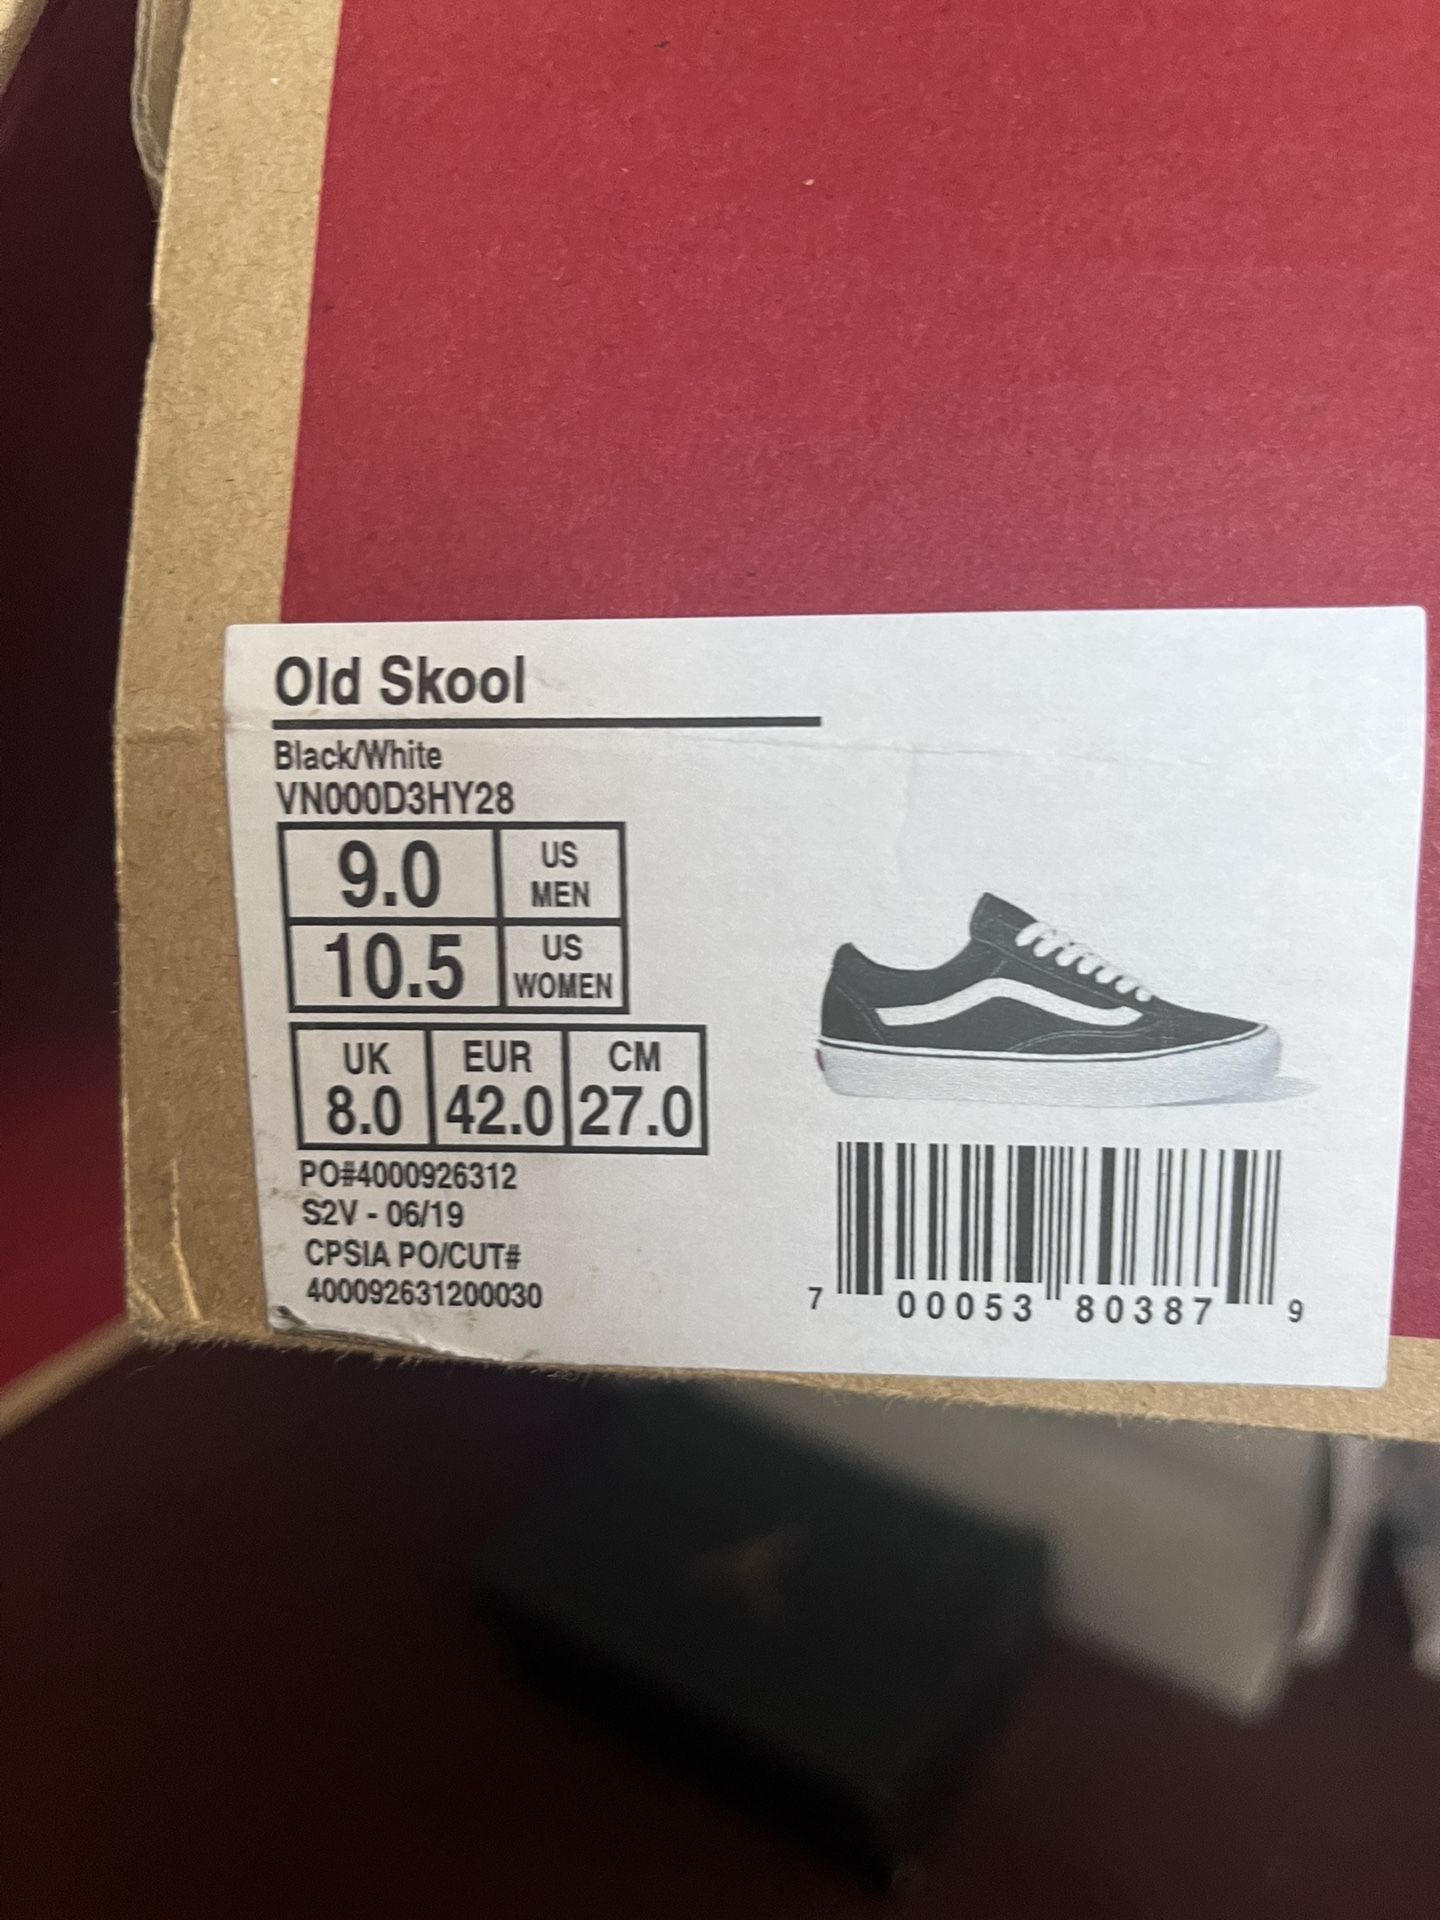 Old Skool
Black/White
VN000D3HY28
9.0 US MEN
10.5 US WOMEN
UK EUR CM
8.0 42.0 27.0
PO#4000926312
S2V - 06/19
CPSIA PO/CUT#
400092631200030
7 00053 80387 9